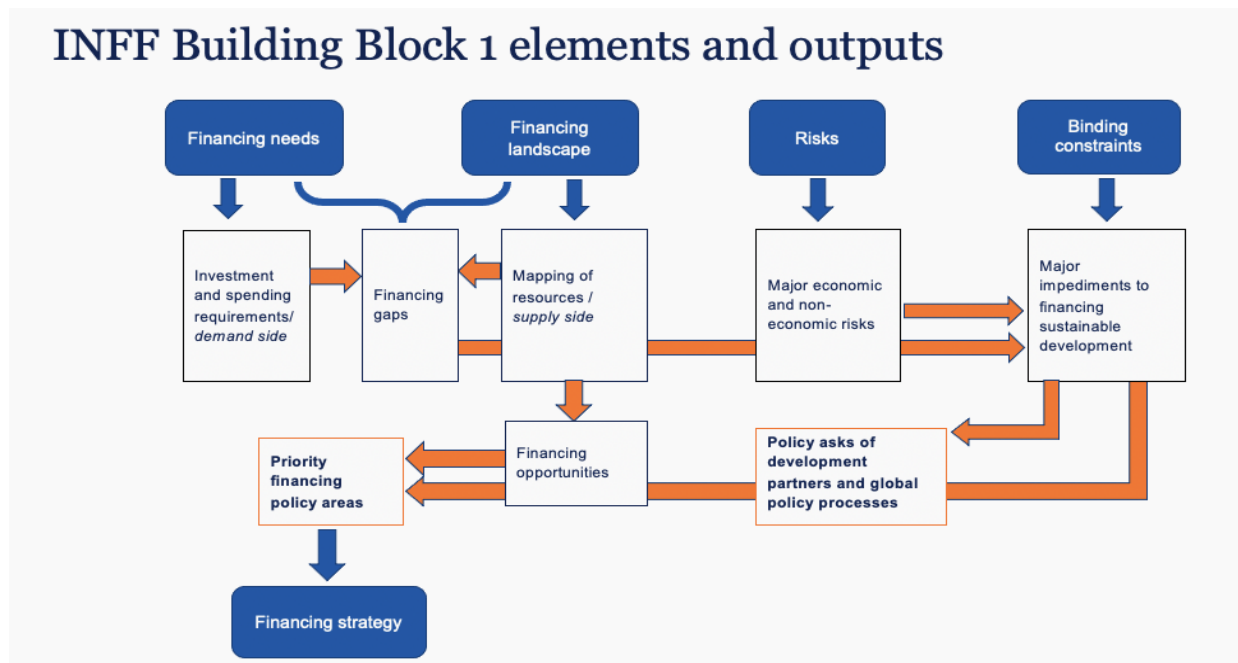 INFF Building Block 1 elements and outputs
Financing needs
Financing
landscape
Risks
Binding
constraints
Investment
and spending
requirements/
demand side
Financing
gaps
Mapping of
resources /
supply side
Major economic
and non-
economic risks
Major
impediments to
financing
sustainable
development
Priority
financing
policy areas
Financing
opportunities
Policy asks of
development
partners and global
policy processes
Financing strategy